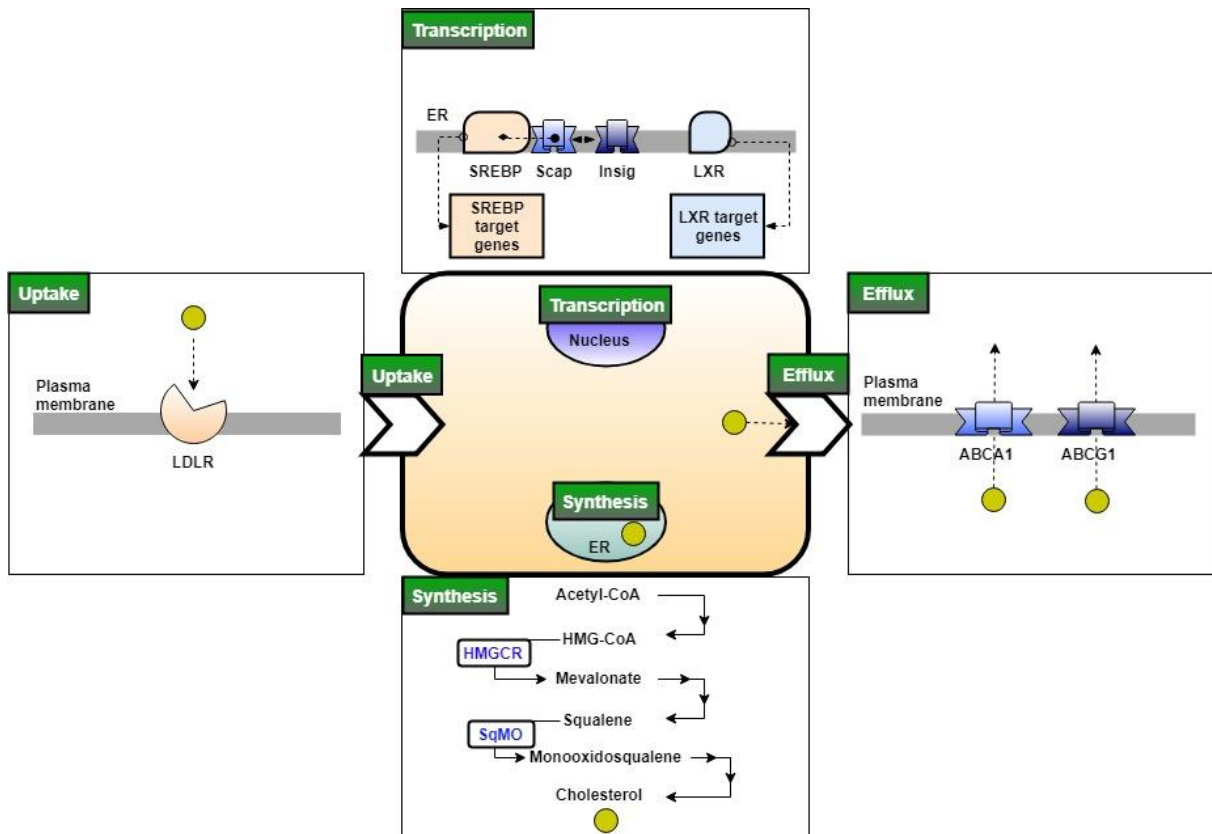 Transcription
ER
SREBP
Scap
Insig
LXR
SREBP
target
genes
LXR target
genes
Uptake
Plasma
membrane
LDLR
Transcription
Nucleus
Uptake
Efflux
Synthesis
ER
Efflux
Plasma
membrane
ABCA1
ABCG1
Synthesis
Acetyl-CoA
HMG-CoA
HMGCR
Mevalonate
Squalene
SqMO
Monooxidosqualene
Cholesterol